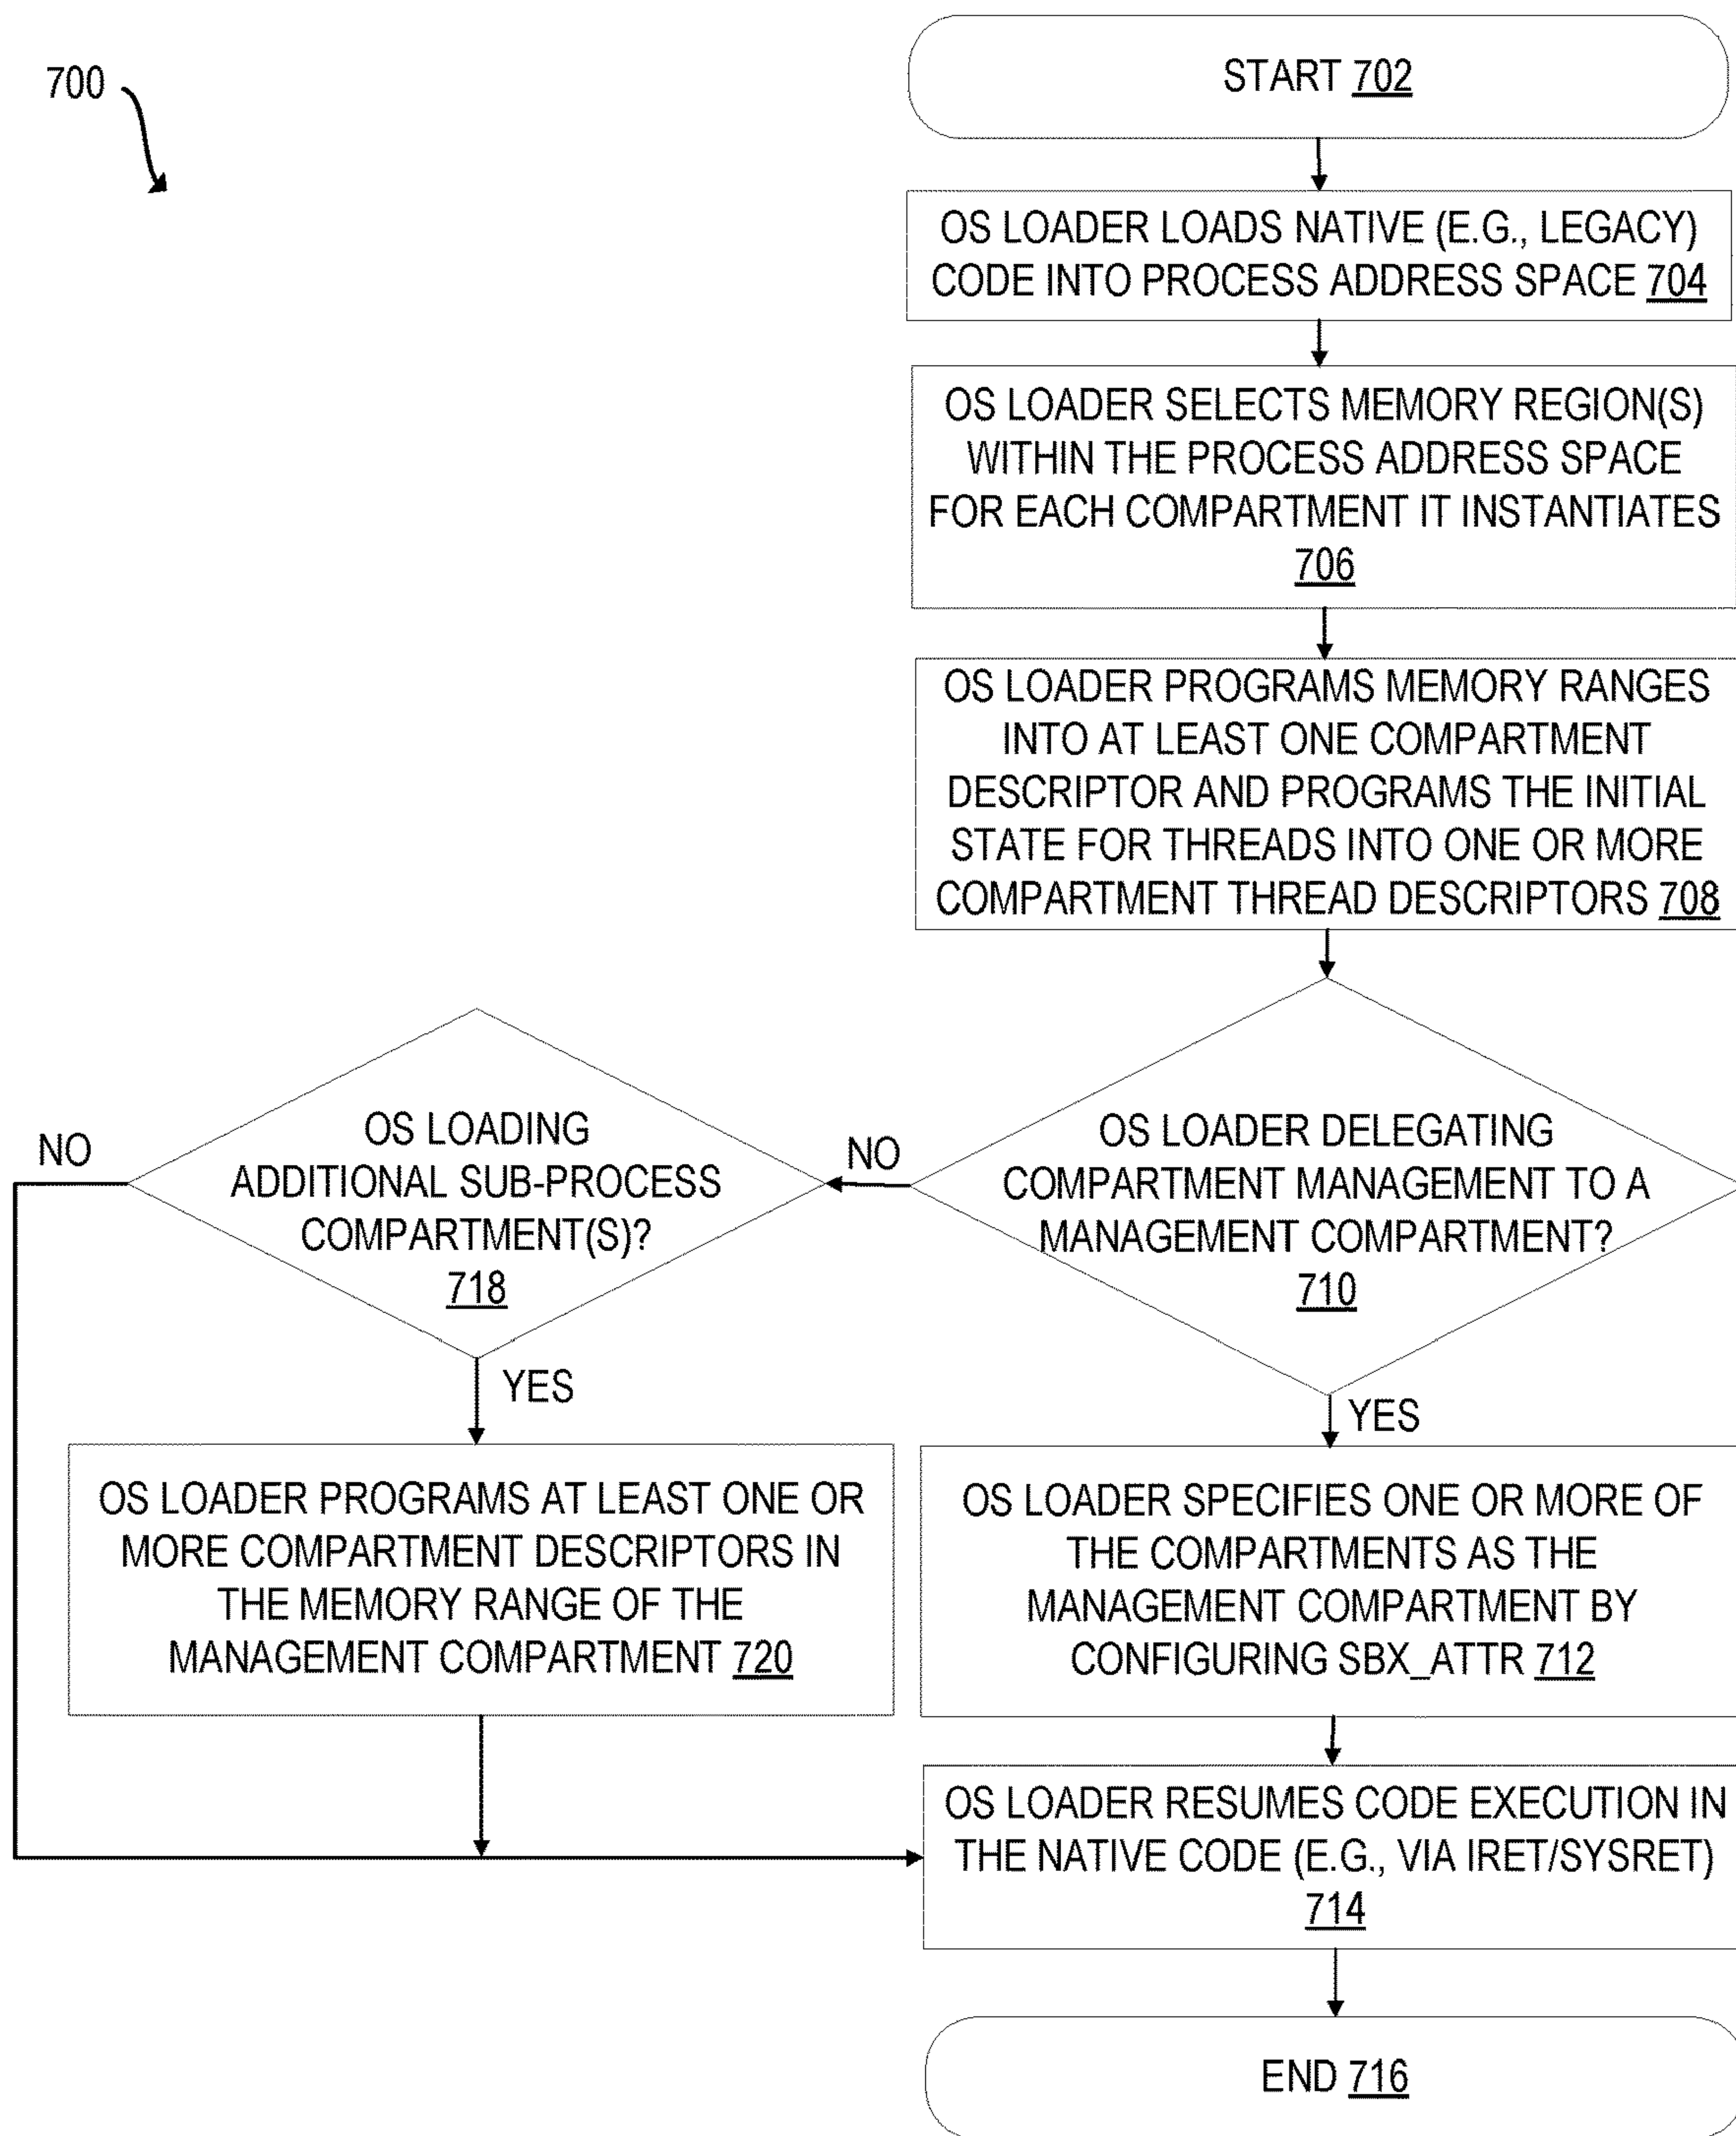 700
START 702
OS LOADER LOADS NATIVE (E.G., LEGACY)
CODE INTO PROCESS ADDRESS SPACE 704
OS LOADER SELECTS MEMORY REGION(S)
WITHIN THE PROCESS ADDRESS SPACE
FOR EACH COMPARTMENT IT INSTANTIATES
706
OS LOADER PROGRAMS MEMORY RANGES
INTO AT LEAST ONE COMPARTMENT
DESCRIPTOR AND PROGRAMS THE INITIAL
STATE FOR THREADS INTO ONE OR MORE
COMPARTMENT THREAD DESCRIPTORS 708
OS LOADER DELEGATING
COMPARTMENT MANAGEMENT TO A
MANAGEMENT COMPARTMENT?
710
NO
OS LOADING
ADDITIONAL SUB-PROCESS
COMPARTMENT(S)?
718
NO
YES
OS LOADER PROGRAMS AT LEAST ONE OR
MORE COMPARTMENT DESCRIPTORS IN
THE MEMORY RANGE OF THE
MANAGEMENT COMPARTMENT 720
YES
OS LOADER SPECIFIES ONE OR MORE OF
THE COMPARTMENTS AS THE
MANAGEMENT COMPARTMENT BY
CONFIGURING SBX_ATTR 712
OS LOADER RESUMES CODE EXECUTION IN
THE NATIVE CODE (E.G., VIA IRET/SYSRET)
714
END 716